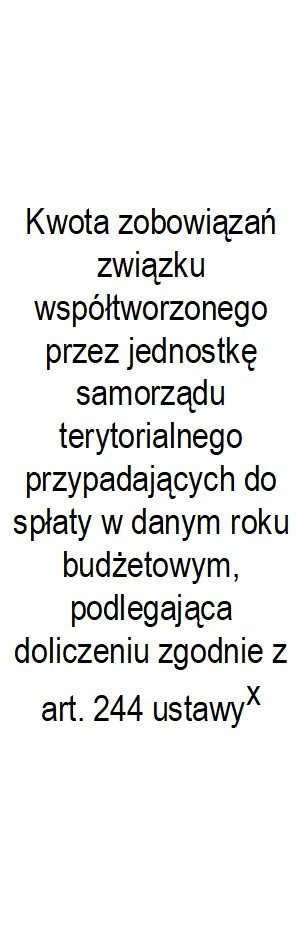 Kwota zobowiązań
związku
współtworzonego
przez jednostkę
samorządu
terytorialnego
przypadających do
spłaty w danym roku
budżetowym,
podlegająca
doliczeniu zgodnie z
art. 244 ustawyx